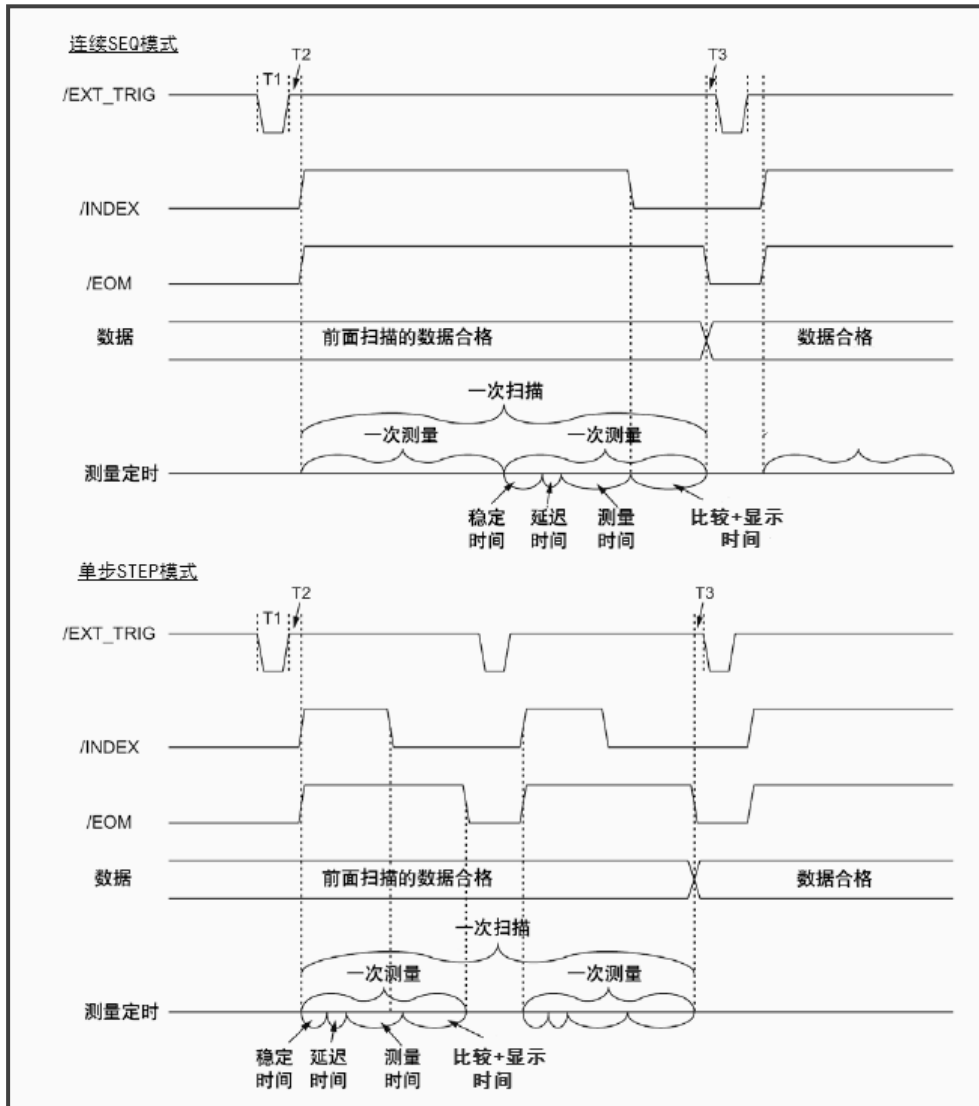 连续SEQ模式
T1
T2
T3
/EXT_TRIG
/INDEX
/EOM
数据
前面扫描的数据合格
数据合格
一次扫描
一次测量
一次测量
测量定时
稳定
时间
延迟
时间
测量
时间
比较+显示
时间
单步STEP模式
T1
T2
T3
/EXT_TRIG
/INDEX
/EOM
数据
前面扫描的数据合格
数据合格
一次扫描
一次测量
一次测量
测量定时
稳定
时间
延迟
时间
测量
时间
比较+显示
时间